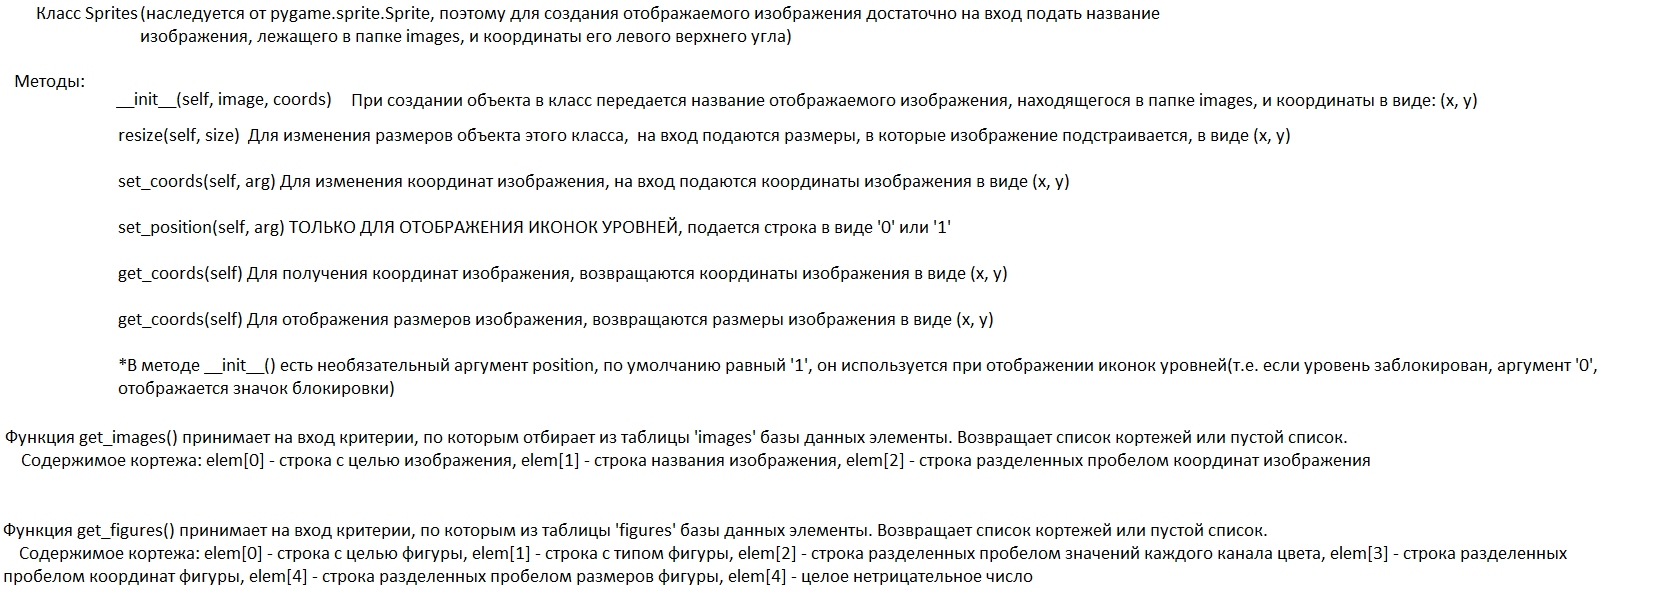 Класс Sprites(наследуется от pygame.sprite.Sprite, поэтому для создания отображаемого изображения достаточно на вход подать название
изображения, лежащего в папке images, и координаты его левого верхнего угла)
Методы:
__init__(self, image, coords) При создании объекта в класс передается название отображаемого изображения, находящегося в папке images, и координаты в виде: (x, y)
resize(self, size) Для изменения размеров объекта этого класса, на вход подаются размеры, в которые изображение подстраивается, в виде (x, y)
set_coords(self, arg) Для изменения координат изображения, на вход подаются координаты изображения в виде (x, y)
set_position(self, arg) ТОЛЬКО ДЛЯ ОТОБРАЖЕНИЯ ИКОНОК УРОВНЕЙ, подается строка в виде '0' или '1'
get_coords(self) Для получения координат изображения, возвращаются координаты изображения в виде (x, y)
get_coords(self) Для отображения размеров изображения, возвращаются размеры изображения в виде (x, y)
*В методе __init__() есть необязательный аргумент position, по умолчанию равный '1', он используется при отображении иконок уровней(т.е. если уровень заблокирован, аргумент '0',
отображается значок блокировки)
Функция get_images() принимает на вход критерии, по которым отбирает из таблицы 'images' базы данных элементы. Возвращает список кортежей или пустой список.
Содержимое кортежа: elem[0] - строка с целью изображения, elem[1] - строка названия изображения, elem[2] - строка разделенных пробелом координат изображения
Функция get_figures() принимает на вход критерии, по которым из таблицы 'figures' базы данных элементы. Возвращает список кортежей или пустой список.
Содержимое кортежа: elem[0] - строка с целью фигуры, elem[1] - строка с типом фигуры, elem[2] - строка разделенных пробелом значений каждого канала цвета, elem[3] - строка разделенных
пробелом координат фигуры, elem[4] - строка разделенных пробелом размеров фигуры, elem[4] - целое нетрицательное число